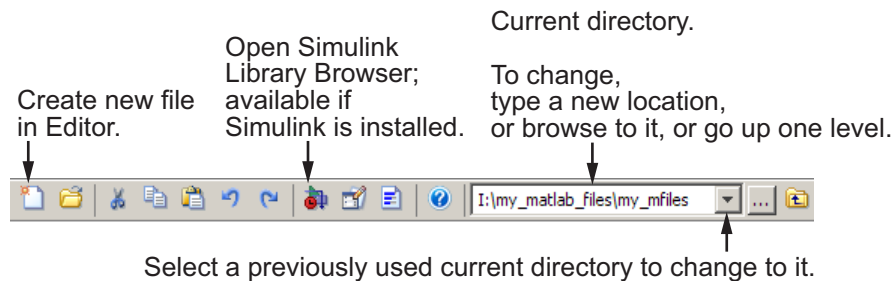 Current directory.
Open Simulink
Library Browser;
available if
Simulink is installed.
To change,
type a new location,
or browse to it, or go up one level.
Create new file
in Editor.
I:\my_matlab_files\my_mfiles
...
Select a previously used current directory to change to it.